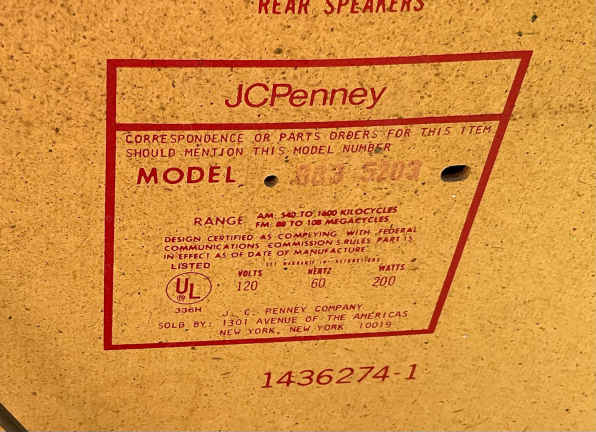 REAR SPEAKERS
JCPenney
CORRESPONDENCE OR PARTS ORDERS FOR THIS ITEM
SHOULD MENTION THIS MODEL NUMBER
MODEL
RANGE AM: 540 TO 1600 KILOCYCLES
FM: 88 TO 108 MEGACYCLES
DESIGN CERTIFIED AS COMPLYING WITH FEDERAL
COMMUNICATIONS COMMISSION'S RULES PART 15
IN EFFECT AS OF DATE OF MANUFACTURE
LISTED
UL
®
336H
VOLTS HERTZ WATTS
120 60 200
J. C. PENNEY COMPANY
SOLD BY: 1301 AVENUE OF THE AMERICAS
NEW YORK, NEW YORK 10019
1436274-1